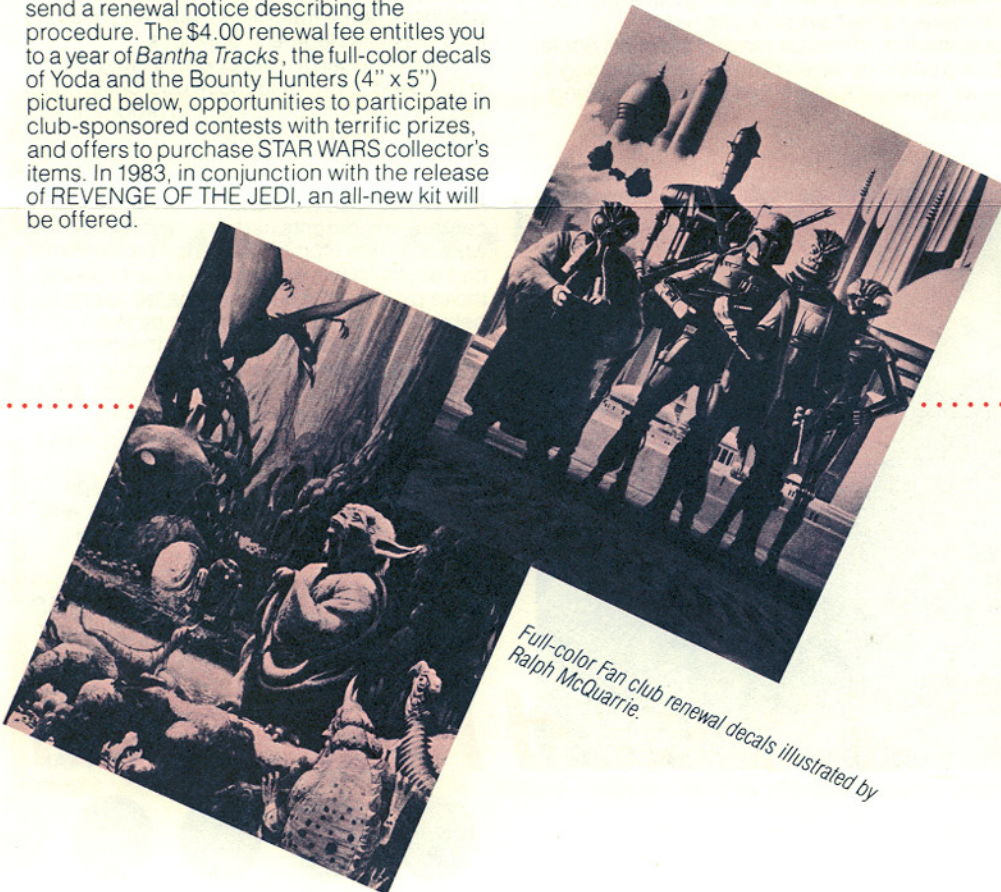 send a renewal notice describing the
procedure. The $4.00 renewal fee entitles you
to a year of Bantha Tracks, the full-color decals
of Yoda and the Bounty Hunters (4" x 5")
pictured below, opportunities to participate in
club-sponsored contests with terrific prizes,
and offers to purchase STAR WARS collector's
items. In 1983, in conjunction with the release
of REVENGE OF THE JEDI, an all-new kit will
be offered.
Full-color Fan club renewal decals illustrated by
Ralph McQuarrie.